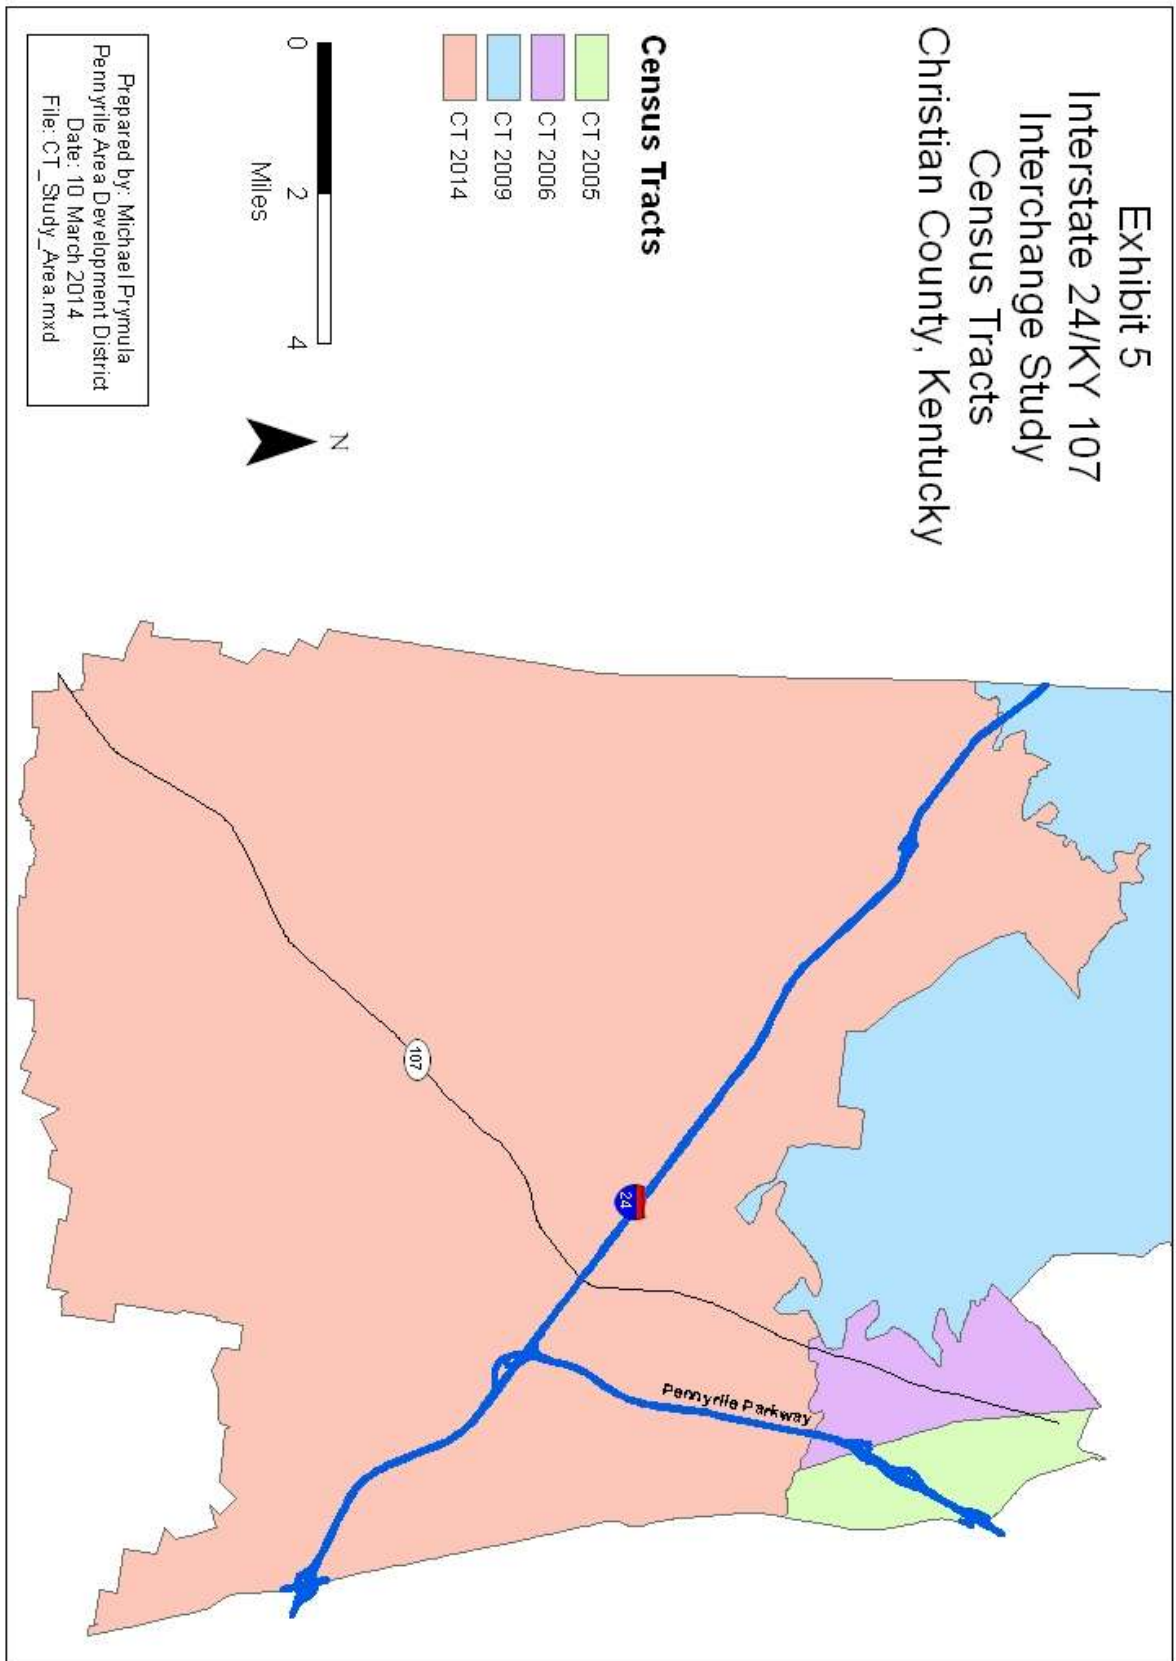 Exhibit 5
Interstate 24/KY 107
Interchange Study
Census Tracts
Christian County, Kentucky
Census Tracts
CT 2005
CT 2006
CT 2009
CT 2014
0 2 4
Miles
N
Prepared by: Michael Prymula
Pennyrile Area Development District
Date: 10 March 2014
File: CT_Study_Area.mxd
24
107
Pennyrile Parkway